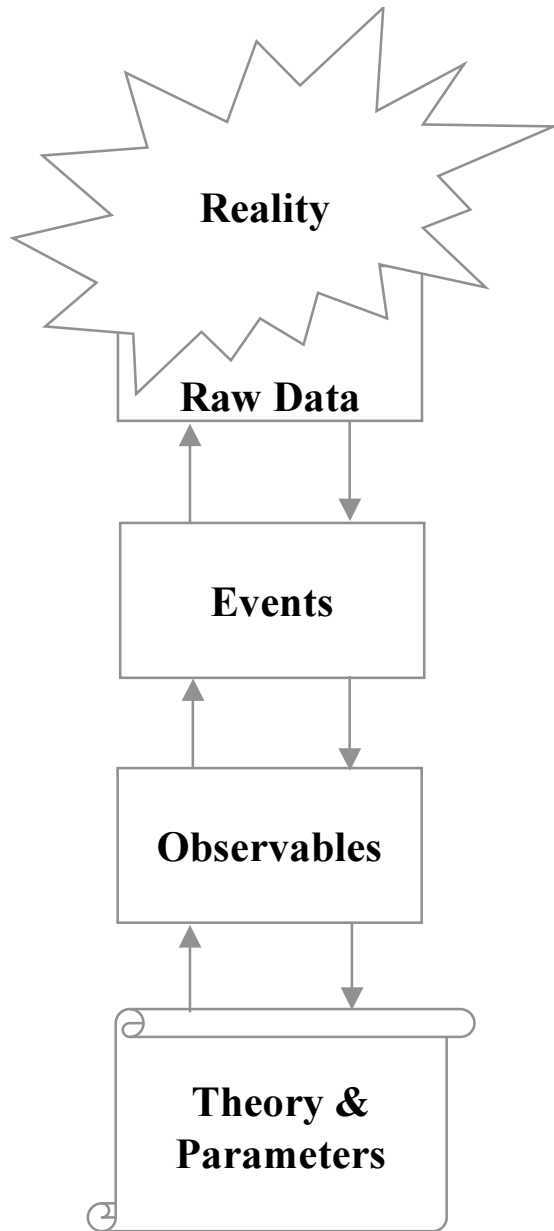 Reality
Raw Data
Events
Observables
Theory &
Parameters